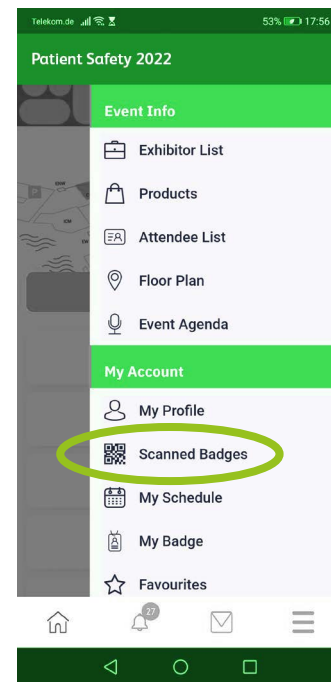 Telekom.de 53% 17:56
Patient Safety 2022
Event Info
Exhibitor List
Products
Attendee List
Floor Plan
Event Agenda
My Account
My Profile
Scanned Badges
My Schedule
My Badge
Favourites
27